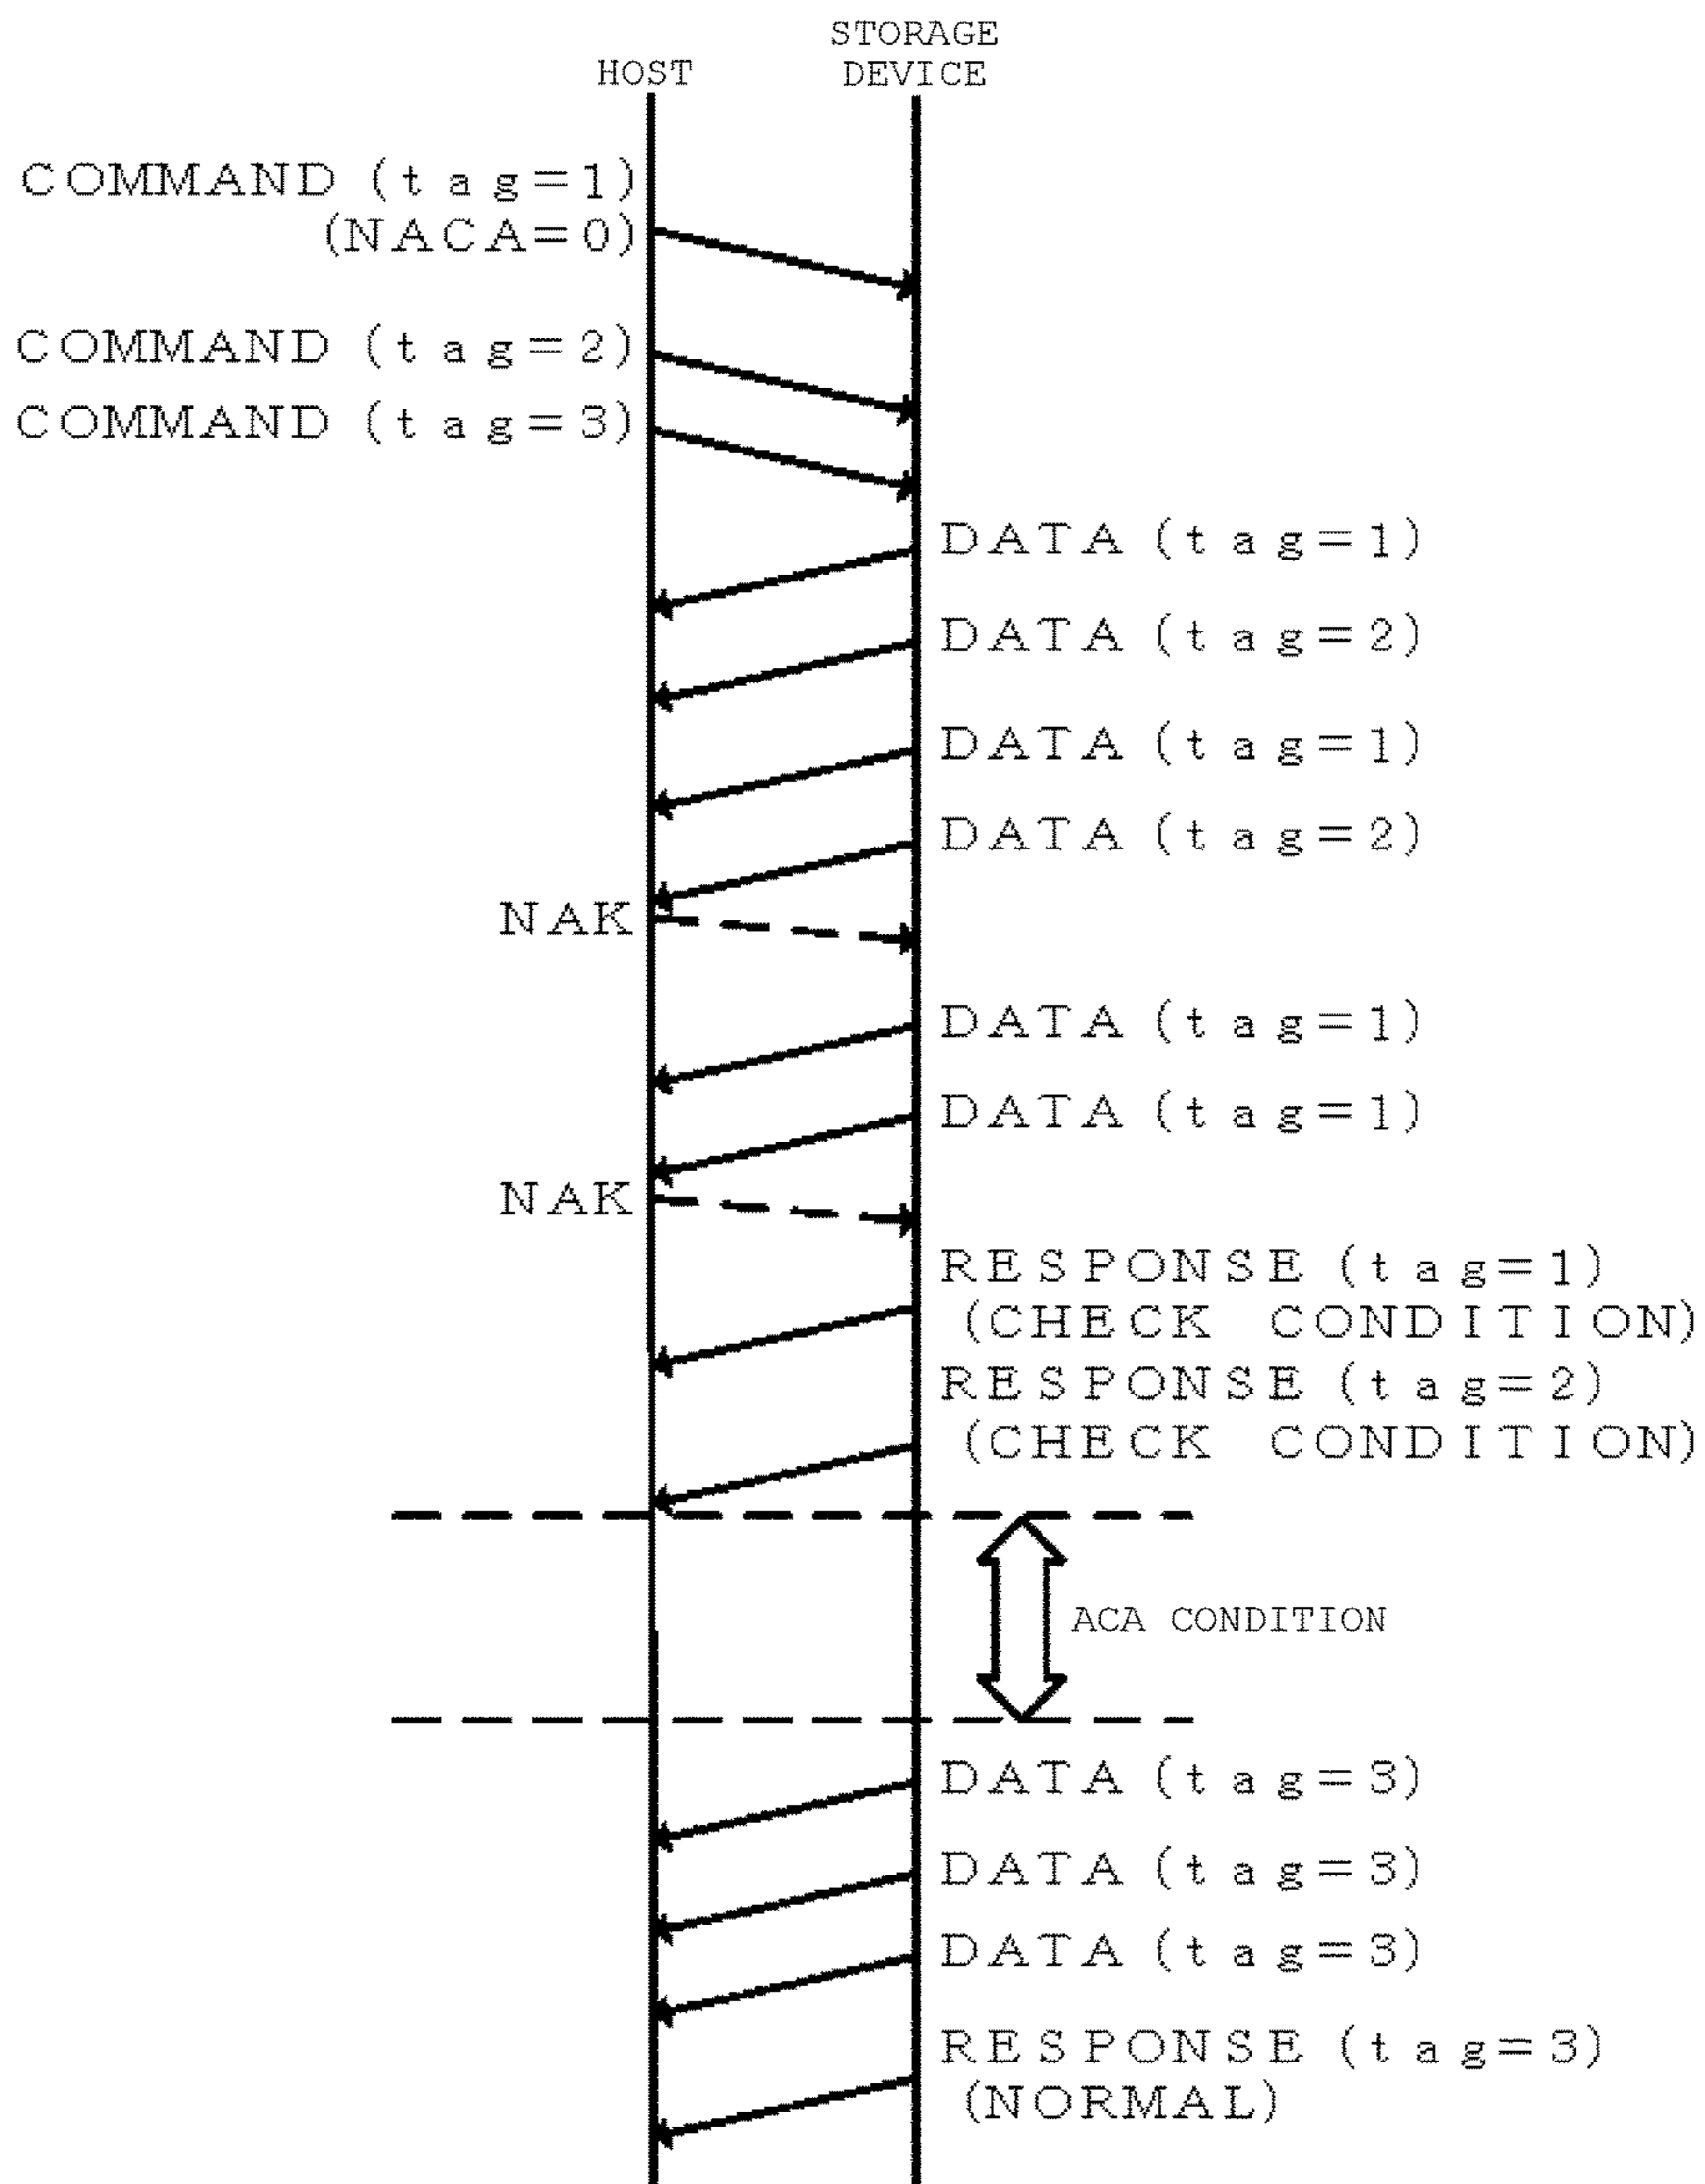 HOST
STORAGE
DEVICE
COMMAND (tag=1)
(NACA=0)
COMMAND (tag=2)
COMMAND (tag=3)
DATA (tag=1)
DATA (tag=2)
DATA (tag=1)
DATA (tag=2)
NAK
DATA (tag=1)
DATA (tag=1)
NAK
RESPONSE (tag=1)
(CHECK CONDITION)
RESPONSE (tag=2)
(CHECK CONDITION)
ACA CONDITION
DATA (tag=3)
DATA (tag=3)
DATA (tag=3)
RESPONSE (tag=3)
(NORMAL)